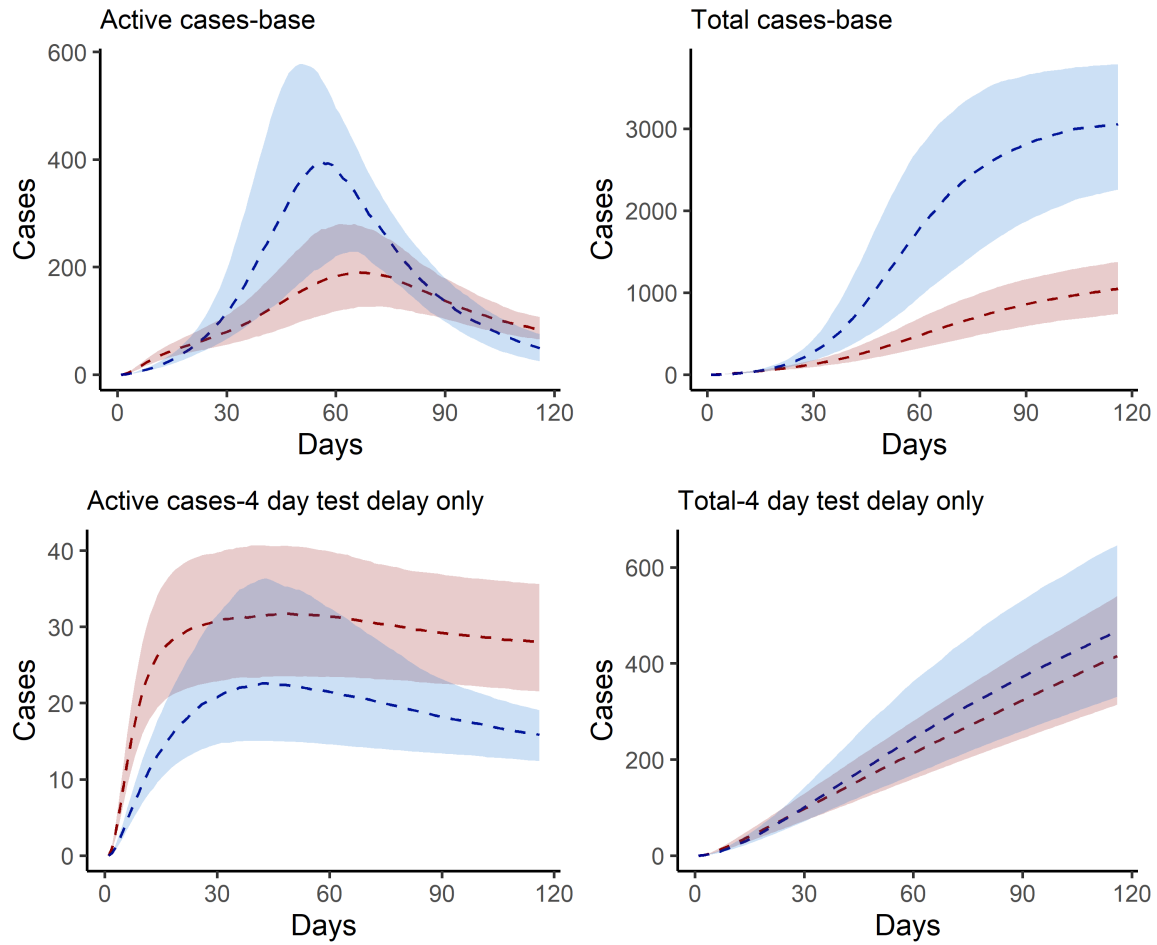 Active cases-base
600
400
200
0
Cases
0 30 60 90 120
Days
Total cases-base
3000
2000
1000
0
Cases
0 30 60 90 120
Days
Active cases-4 day test delay only
40
30
20
10
0
Cases
0 30 60 90 120
Days
Total-4 day test delay only
600
400
200
0
Cases
0 30 60 90 120
Days